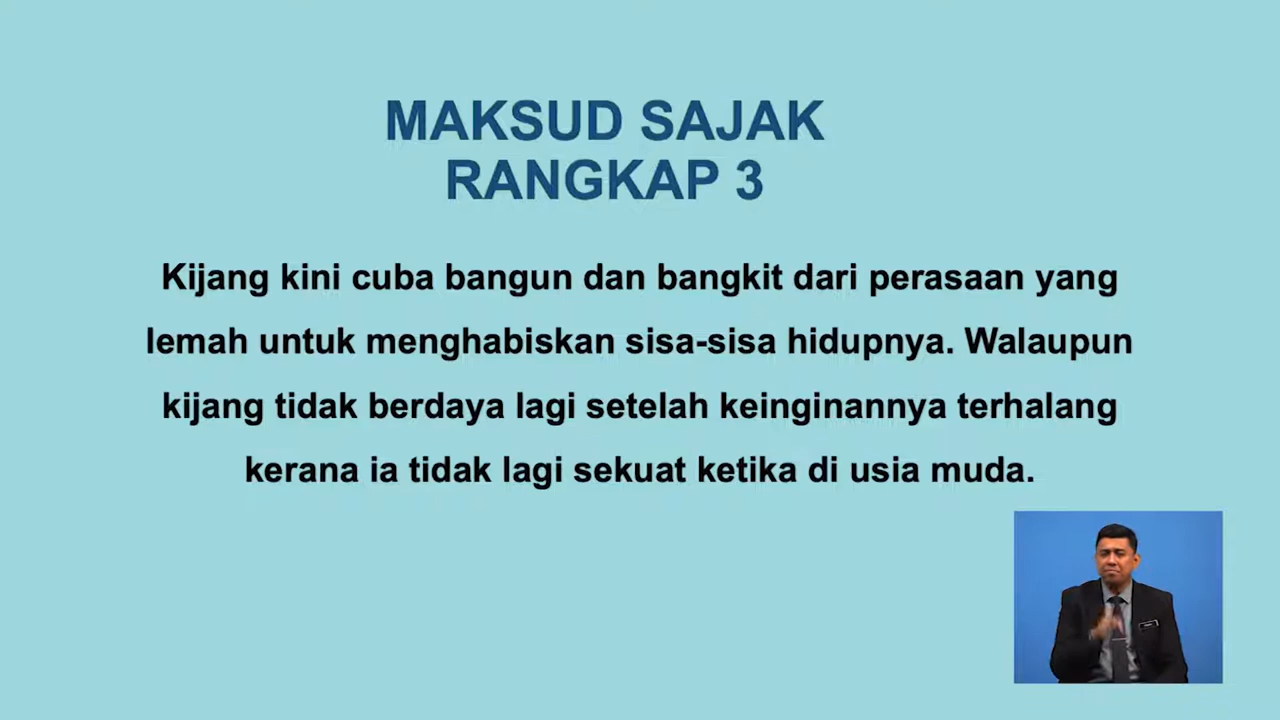 MAKSUD SAJAK
RANGKAP 3
Kijang kini cuba bangun dan bangkit dari perasaan yang
lemah untuk menghabiskan sisa-sisa hidupnya. Walaupun
kijang tidak berdaya lagi setelah keinginannya terhalang
kerana ia tidak lagi sekuat ketika di usia muda.